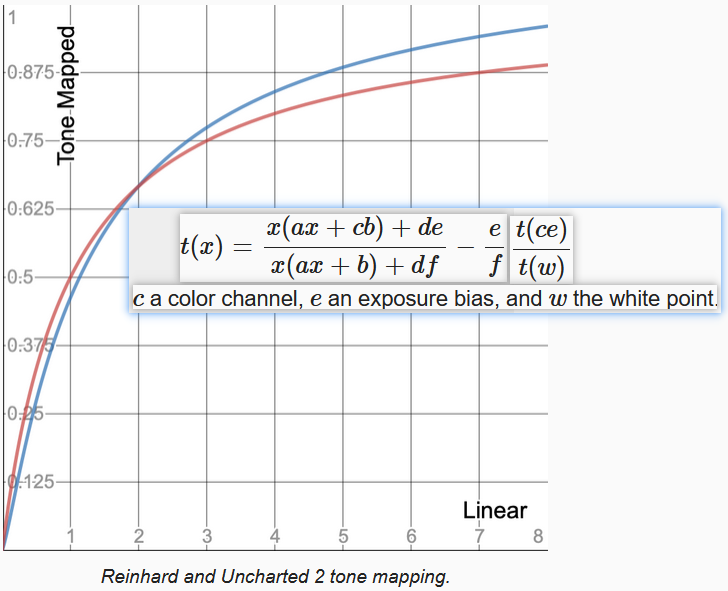 1
Tone-Mapped
0.875
0.75
0.625
0.5
0.375
0.25
0.125
t(x) = \frac{x(ax + cb) + de}{x(ax + b) + df} - \frac{e}{f} \frac{t(ce)}{t(w)}
c a color channel, e an exposure bias, and w the white point.
Linear
1 2 3 4 5 6 7 8
Reinhard and Uncharted 2 tone mapping.